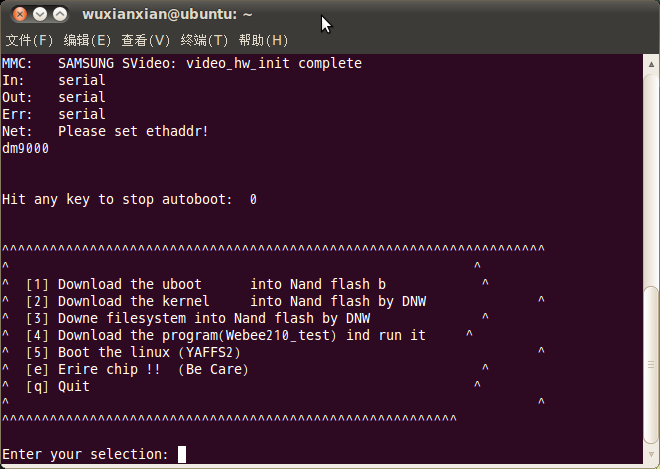 wuxianxian@ubuntu: ~
文件(F) 编辑(E) 查看(V) 终端(T) 帮助(H)
MMC:   SAMSUNG SVideo: video_hw_init complete
In:    serial
Out:   serial
Err:   serial
Net:   Please set ethaddr!
dm9000
Hit any key to stop autoboot:  0
^^^^^^^^^^^^^^^^^^^^^^^^^^^^^^^^^^^^^^^^^^^^^^^^^^^^^^^^^^^^^^^^^^^^
^                                                          ^
^  [1] Download the uboot      into Nand flash b            ^
^  [2] Download the kernel     into Nand flash by DNW              ^
^  [3] Downe filesystem into Nand flash by DNW              ^
^  [4] Download the program(Webee210_test) ind run it     ^
^  [5] Boot the linux (YAFFS2)                                     ^
^  [e] Erire chip !!  (Be Care)                             ^
^  [q] Quit                                                ^
^                                                                  ^
^^^^^^^^^^^^^^^^^^^^^^^^^^^^^^^^^^^^^^^^^^^^^^^^^^^^^^^^^
Enter your selection: